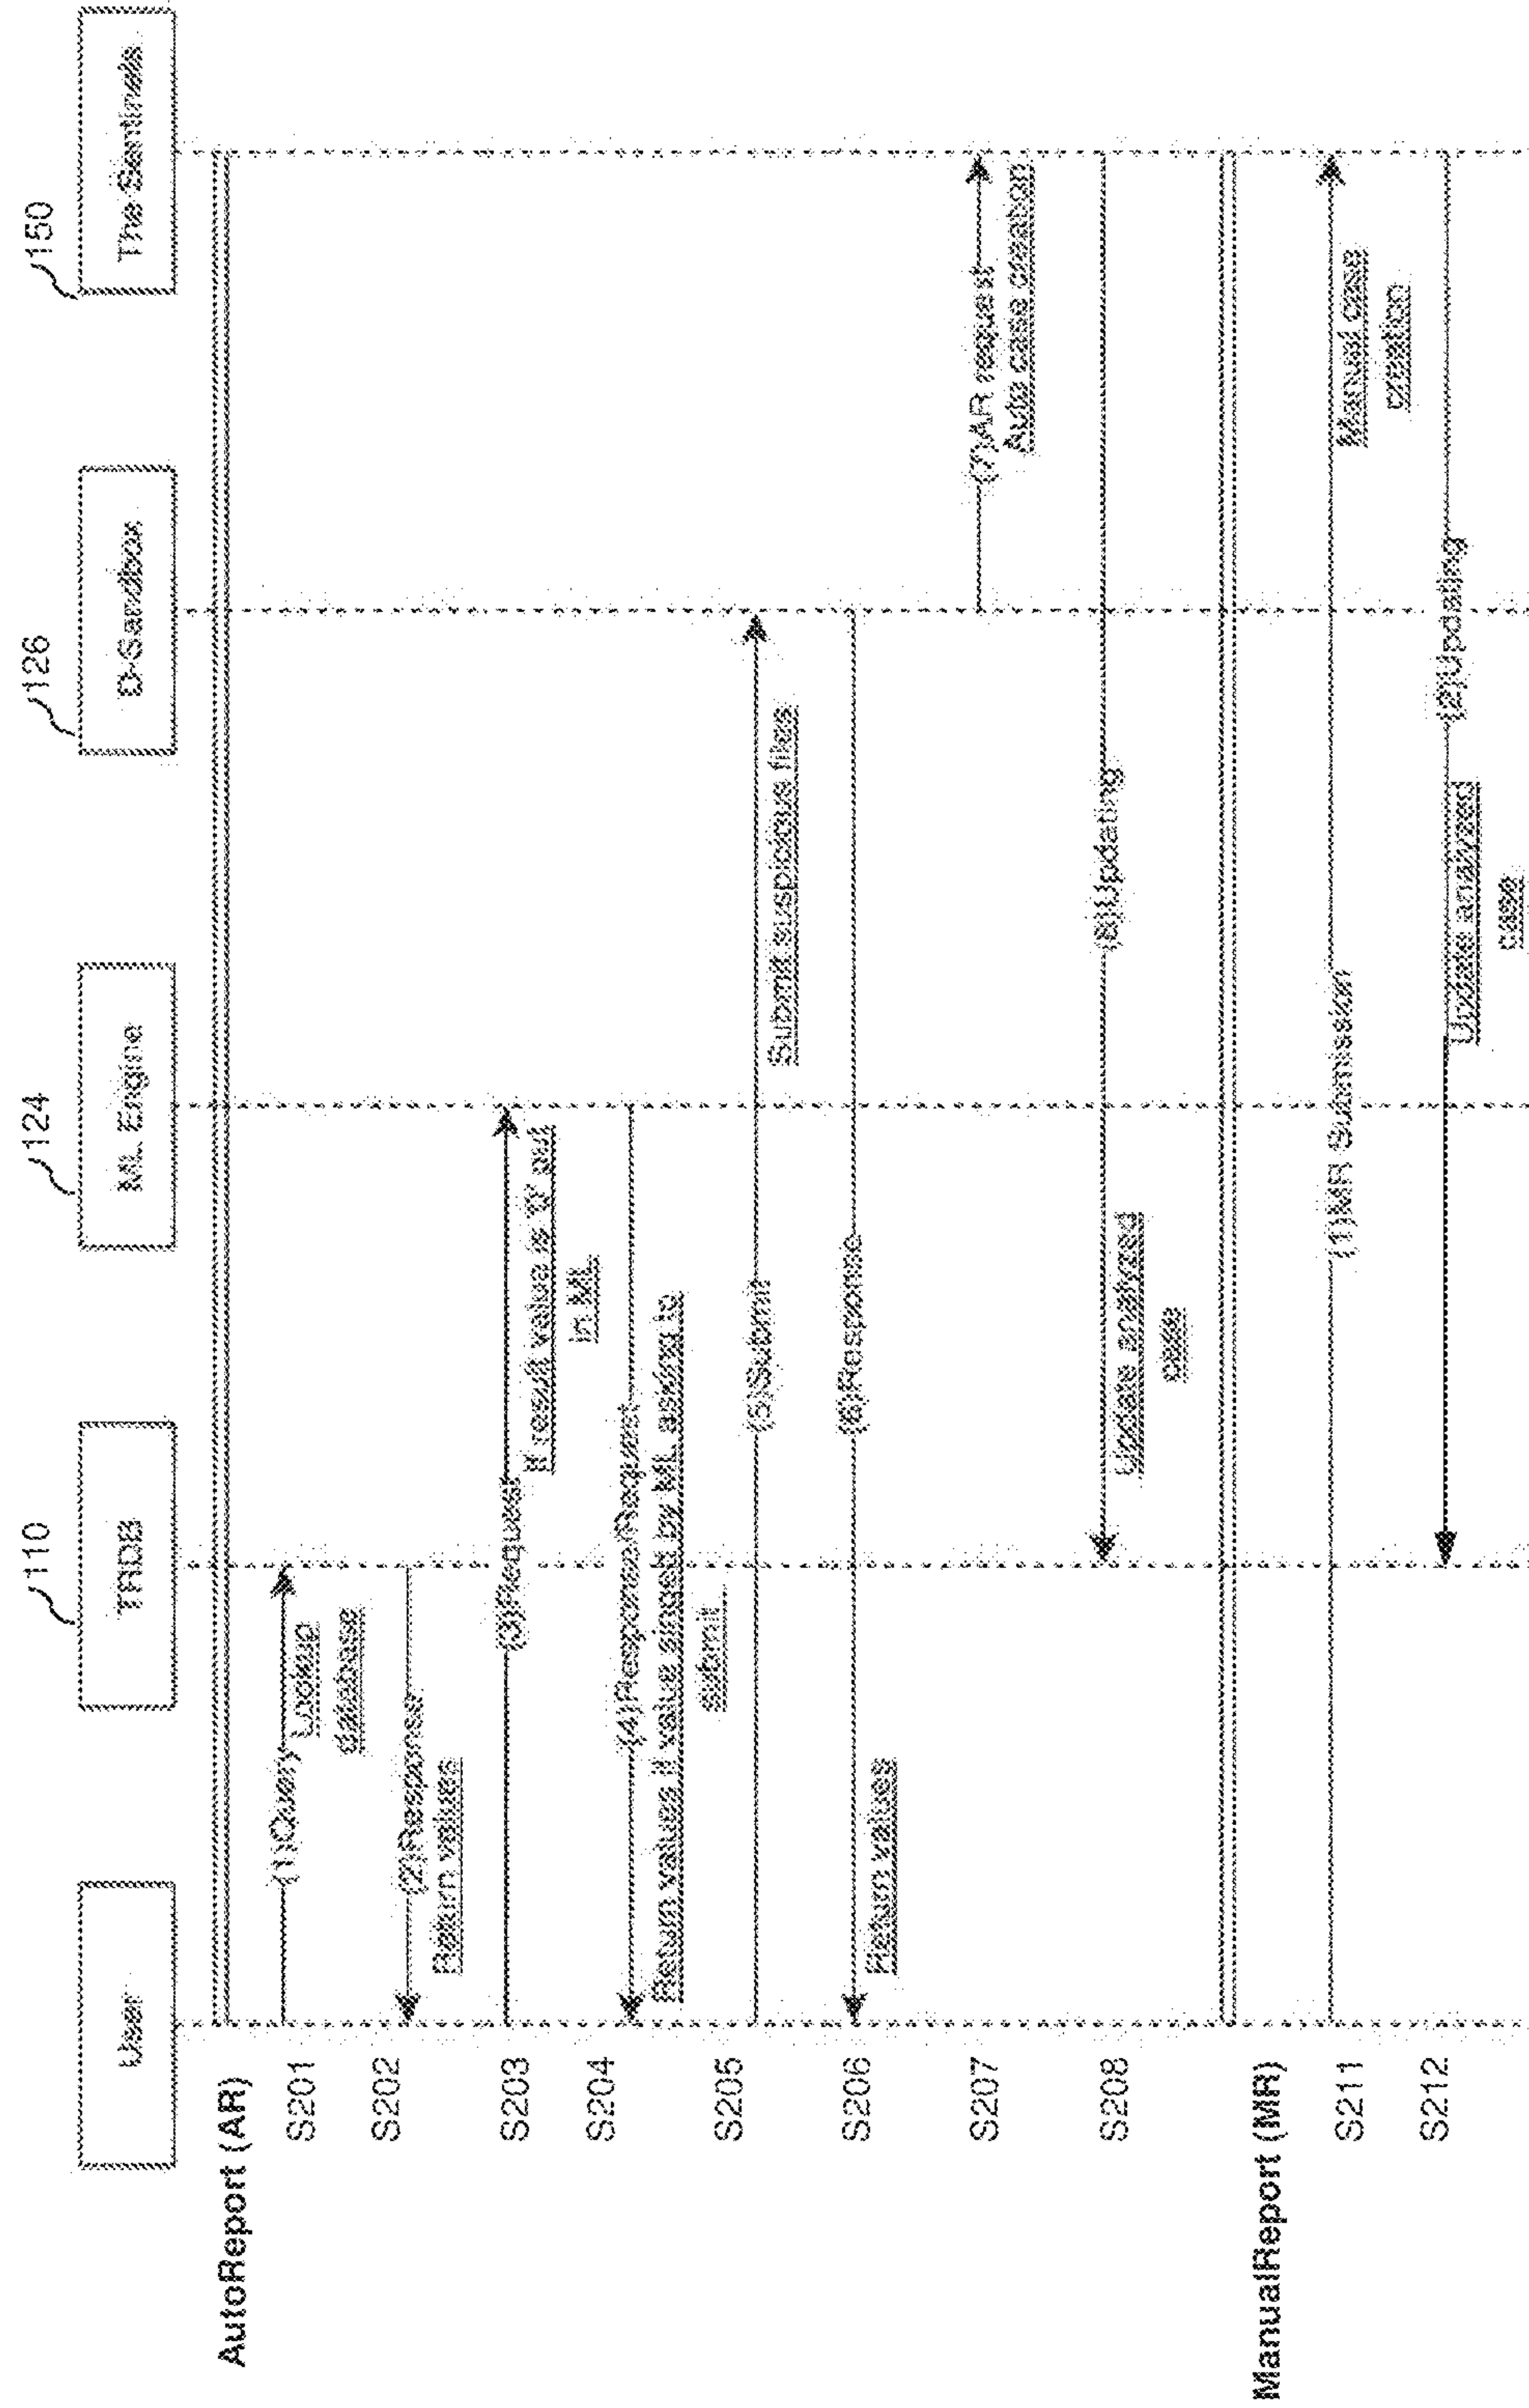 110
124
126
150
User
TRDB
ML Engine
D-Sandbox
The Sentinels
AutoReport (AR)
S201
(1)Query
Lookup
database
S202
(2)Response
Return values
S203
(3)Request
If result value is '0' put
in ML
S204
(4)Response/Request
Return values if value singed by ML asking to
submit
S205
(5)Submit
Submit suspicious files
S206
(6)Response
Return values
S207
(7)AR request
Auto case creation
S208
(8)Updating
Update analyzed
case
ManualReport (MR)
S211
(1)MR Submission
Manual case
creation
S212
(2)Updating
Update analyzed
case